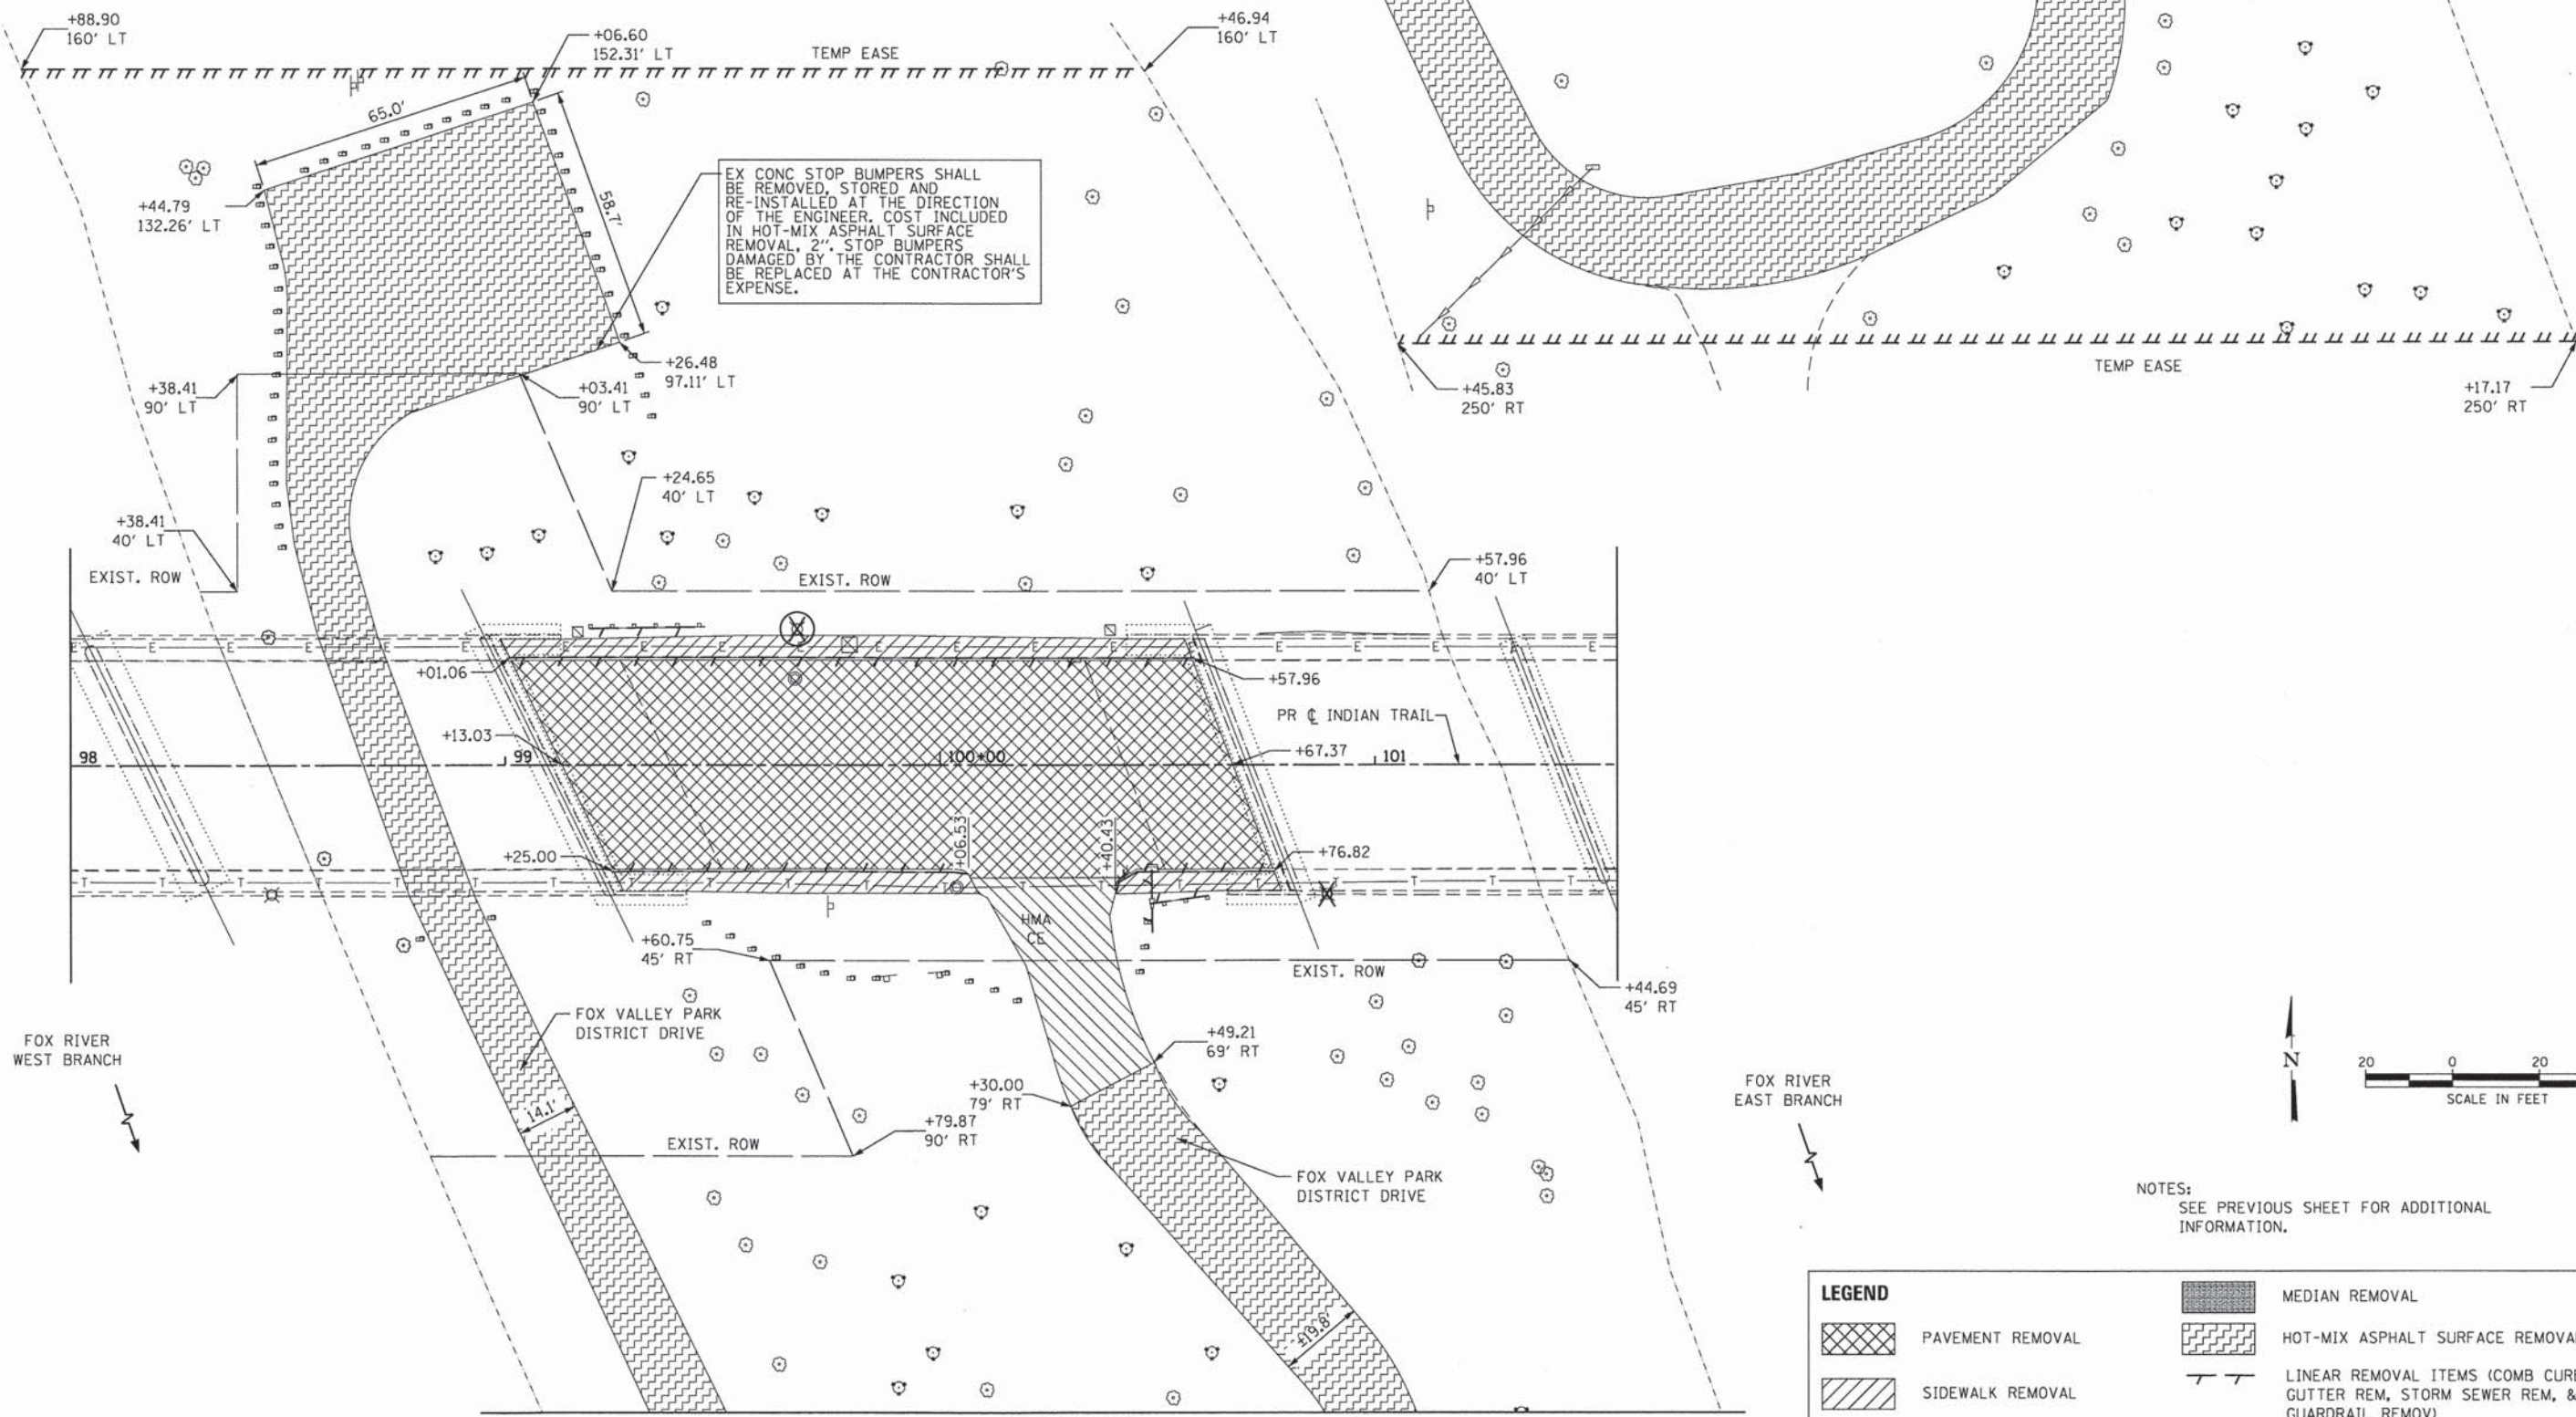 +88.90
160' LT
+06.60
152.31' LT
TEMP EASE
+46.94
160' LT
65.0'
58.7'
+44.79
132.26' LT
EX CONC STOP BUMPERS SHALL
BE REMOVED, STORED AND
RE-INSTALLED AT THE DIRECTION
OF THE ENGINEER. COST INCLUDED
IN HOT-MIX ASPHALT SURFACE
REMOVAL, 2". STOP BUMPERS
DAMAGED BY THE CONTRACTOR SHALL
BE REPLACED AT THE CONTRACTOR'S
EXPENSE.
+38.41
90' LT
+03.41
90' LT
+26.48
97.11' LT
+45.83
250' RT
TEMP EASE
+17.17
250' RT
+24.65
40' LT
+38.41
40' LT
EXIST. ROW
EXIST. ROW
+57.96
40' LT
E E E E E E E E E E E E E E E E E E
+01.06
+57.96
PR ℄ INDIAN TRAIL
+13.03
+67.37
98
99
100+00
101
+06.53
+40.43
+25.00
+76.82
T T T T T T T T T T T T T T T T T T
HMA
CE
+60.75
45' RT
EXIST. ROW
+44.69
45' RT
FOX VALLEY PARK
DISTRICT DRIVE
FOX RIVER
WEST BRANCH
+49.21
69' RT
+30.00
79' RT
14.1'
+79.87
90' RT
EXIST. ROW
FOX RIVER
EAST BRANCH
N
20 0 20
SCALE IN FEET
FOX VALLEY PARK
DISTRICT DRIVE
±19.8'
NOTES:
SEE PREVIOUS SHEET FOR ADDITIONAL
INFORMATION.
LEGEND
MEDIAN REMOVAL
PAVEMENT REMOVAL
HOT-MIX ASPHALT SURFACE REMOVAL
SIDEWALK REMOVAL
LINEAR REMOVAL ITEMS (COMB CURB
GUTTER REM, STORM SEWER REM, &
GUARDRAIL REMOV)